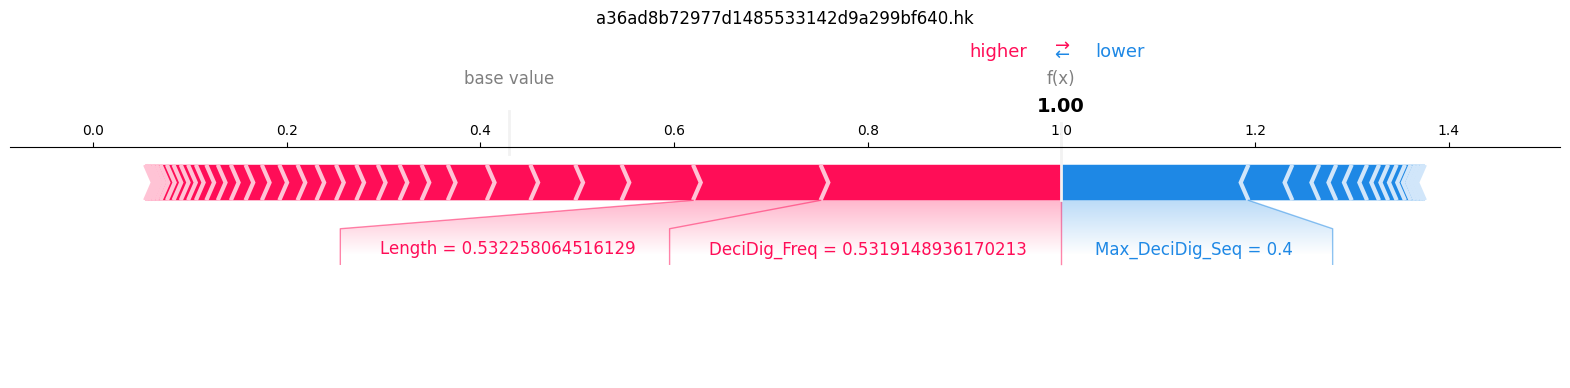 a36ad8b72977d1485533142d9a299bf640.hk
higher → ← lower
base value f(x)
1.00
0.0 0.2 0.4 0.6 0.8 1.0 1.2 1.4
Length = 0.532258064516129 DeciDig_Freq = 0.5319148936170213 Max_DeciDig_Seq = 0.4